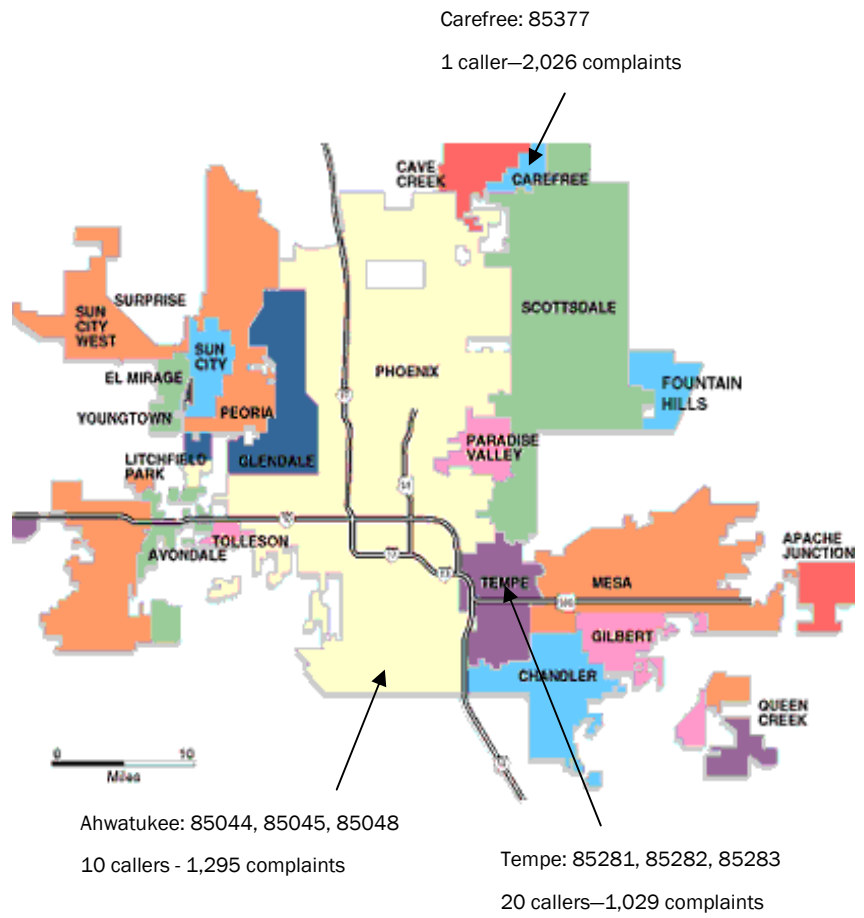 Carefree: 85377
1 caller—2,026 complaints
CAVE
CREEK
CAREFREE
SURPRISE
SUN
CITY
WEST
SCOTTSDALE
SUN
CITY
EL MIRAGE
PHOENIX
FOUNTAIN
HILLS
YOUNGTOWN
PEORIA
PARADISE
VALLEY
LITCHFIELD
PARK
GLENDALE
TOLLESON
AVONDALE
APACHE
JUNCTION
TEMPE
MESA
GILBERT
CHANDLER
QUEEN
CREEK
0 10
Miles
Ahwatukee: 85044, 85045, 85048
10 callers - 1,295 complaints
Tempe: 85281, 85282, 85283
20 callers—1,029 complaints